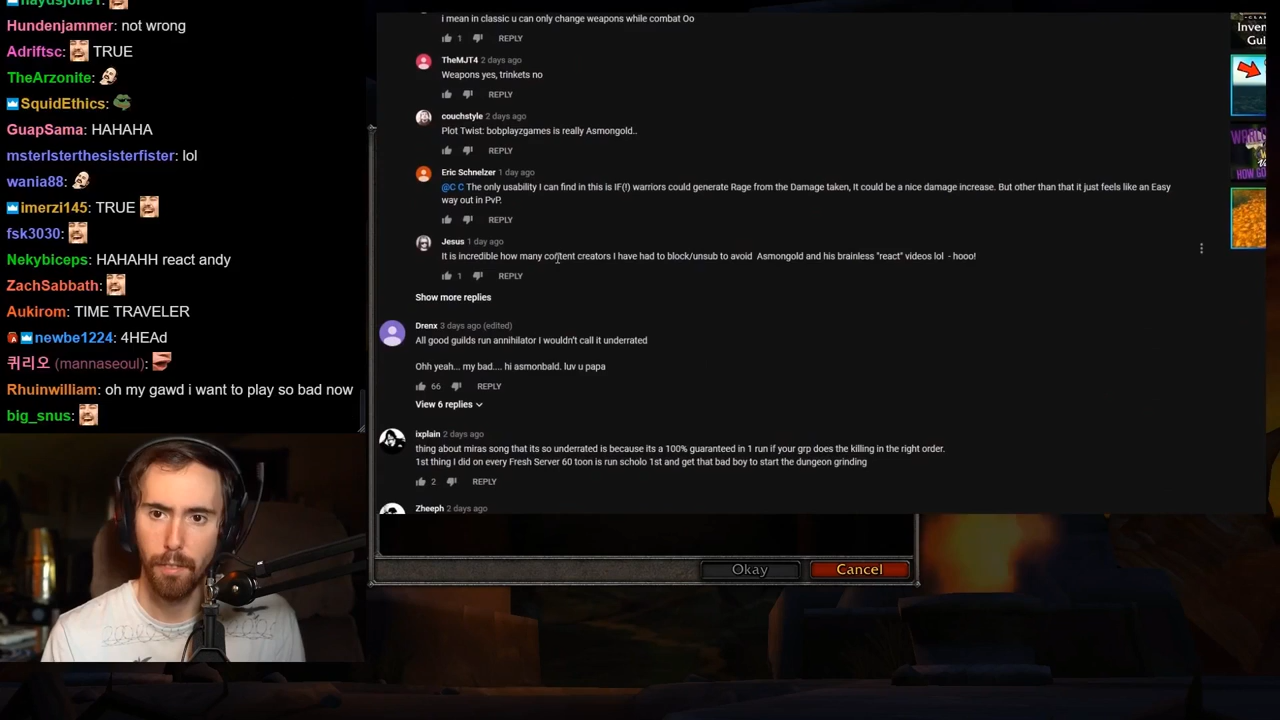 Hundenjammer: not wrong
Adriftsc: TRUE
TheArzonite:
SquidEthics:
GuapSama: HAHAHA
msterIsterthesisterfister: lol
wania88:
imerzi145: TRUE
fsk3030:
Nekybiceps: HAHAHH react andy
ZachSabbath:
Aukirom: TIME TRAVELER
newbe1224: 4HEAd
퀴리오 (mannaseoul):
Rhuinwilliam: oh my gawd i want to play so bad now
big_snus:
i mean in classic u can only change weapons while combat Oo
1 REPLY
TheMJT4 2 days ago
Weapons yes, trinkets no
REPLY
couchstyle 2 days ago
Plot Twist: bobplayzgames is really Asmongold..
REPLY
Eric Schnelzer 1 day ago
@C C The only usability I can find in this is IF(!) warriors could generate Rage from the Damage taken, It could be a nice damage increase. But other than that it just feels like an Easy
way out in PvP.
REPLY
Jesus 1 day ago
It is incredible how many content creators I have had to block/unsub to avoid Asmongold and his brainless "react" videos lol - hooo!
1 REPLY
Show more replies
Drenx 3 days ago (edited)
All good guilds run annihilator I wouldn't call it underrated
Ohh yeah... my bad.... hi asmonbald. luv u papa
66 REPLY
View 6 replies
ixplain 2 days ago
thing about miras song that its so underrated is because its a 100% guaranteed in 1 run if your grp does the killing in the right order.
1st thing I did on every Fresh Server 60 toon is run scholo 1st and get that bad boy to start the dungeon grinding
2 REPLY
Zheeph 2 days ago
Okay Cancel
Inven
Gui
HOW GO